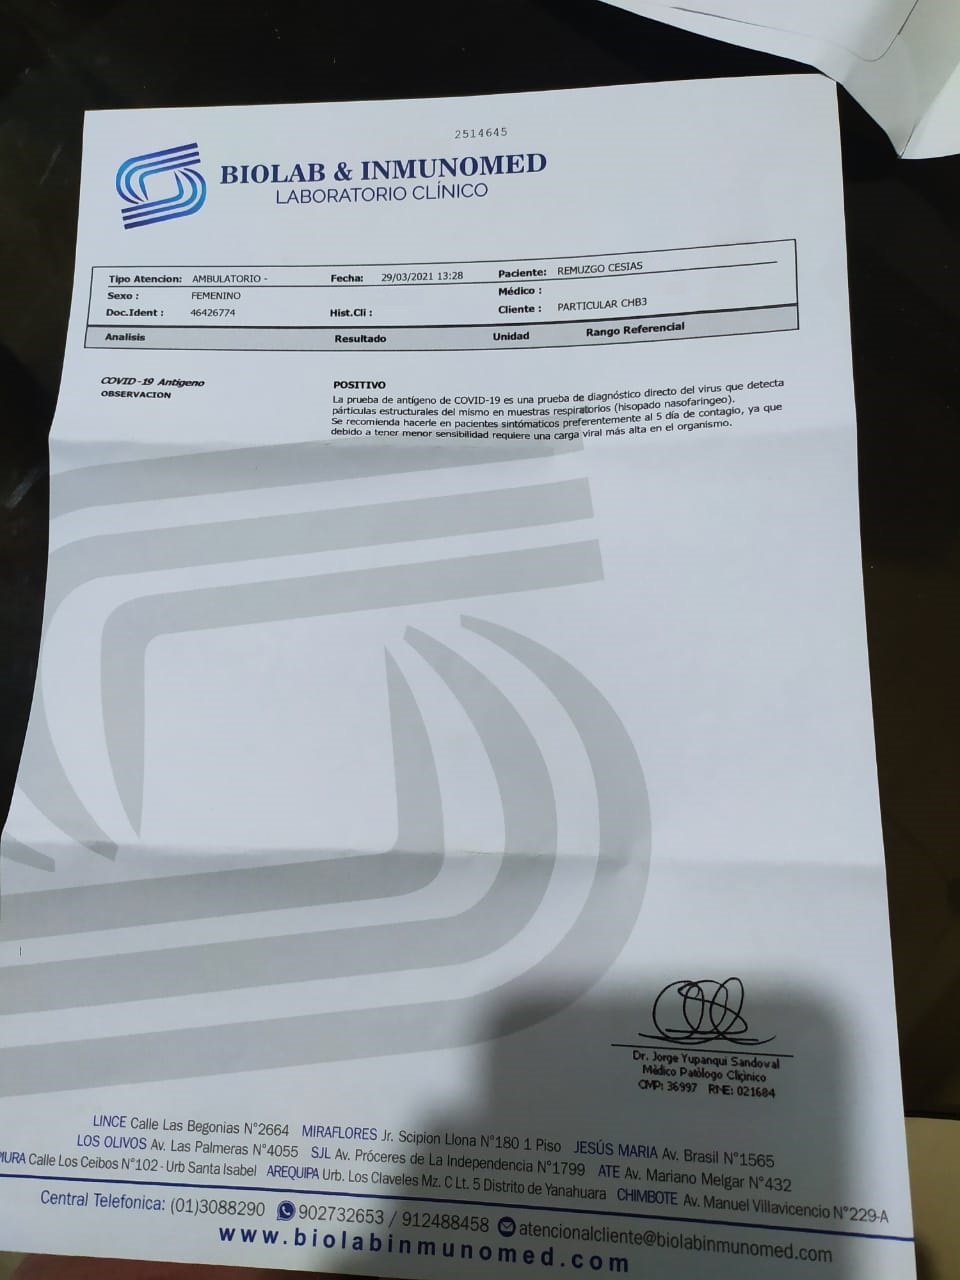 2514645
BIOLAB & INMUNOMED
LABORATORIO CLÍNICO
Tipo Atencion: AMBULATORIO - Fecha: 29/03/2021 13:28 Paciente: REMUZGO CESIAS
Sexo : FEMENINO Médico :
Doc.Ident : 46426774 Hist.Cli : Cliente : PARTICULAR CHB3
Analisis Resultado Unidad Rango Referencial
COVID-19 Antígeno POSITIVO
OBSERVACION La prueba de antígeno de COVID-19 es una prueba de diagnóstico directo del virus que detecta
párticulas estructurales del mismo en muestras respiratorios (hisopado nasofaringeo).
Se recomienda hacerle en pacientes sintómaticos preferentemente al 5 día de contagio, ya que
debido a tener menor sensibilidad requiere una carga viral más alta en el organismo.
Dr. Jorge Yupanqui Sandoval
Mèdico Patòlogo Cliçinico
CMP: 36997 RNE: 021684
LINCE Calle Las Begonias N°2664 MIRAFLORES Jr. Scipion Llona N°180 1 Piso JESÚS MARIA Av. Brasil N°1565
LOS OLIVOS Av. Las Palmeras N°4055 SJL Av. Próceres de La Independencia N°1799 ATE Av. Mariano Melgar N°432
IURA Calle Los Ceibos N°102 - Urb Santa Isabel AREQUIPA Urb. Los Claveles Mz. C Lt. 5 Distrito de Yanahuara CHIMBOTE Av. Manuel Villavicencio N°229-A
Central Telefonica: (01)3088290 902732653 / 912488458 atencionalcliente@biolabinmunomed.com
www.biolabinmunomed.com